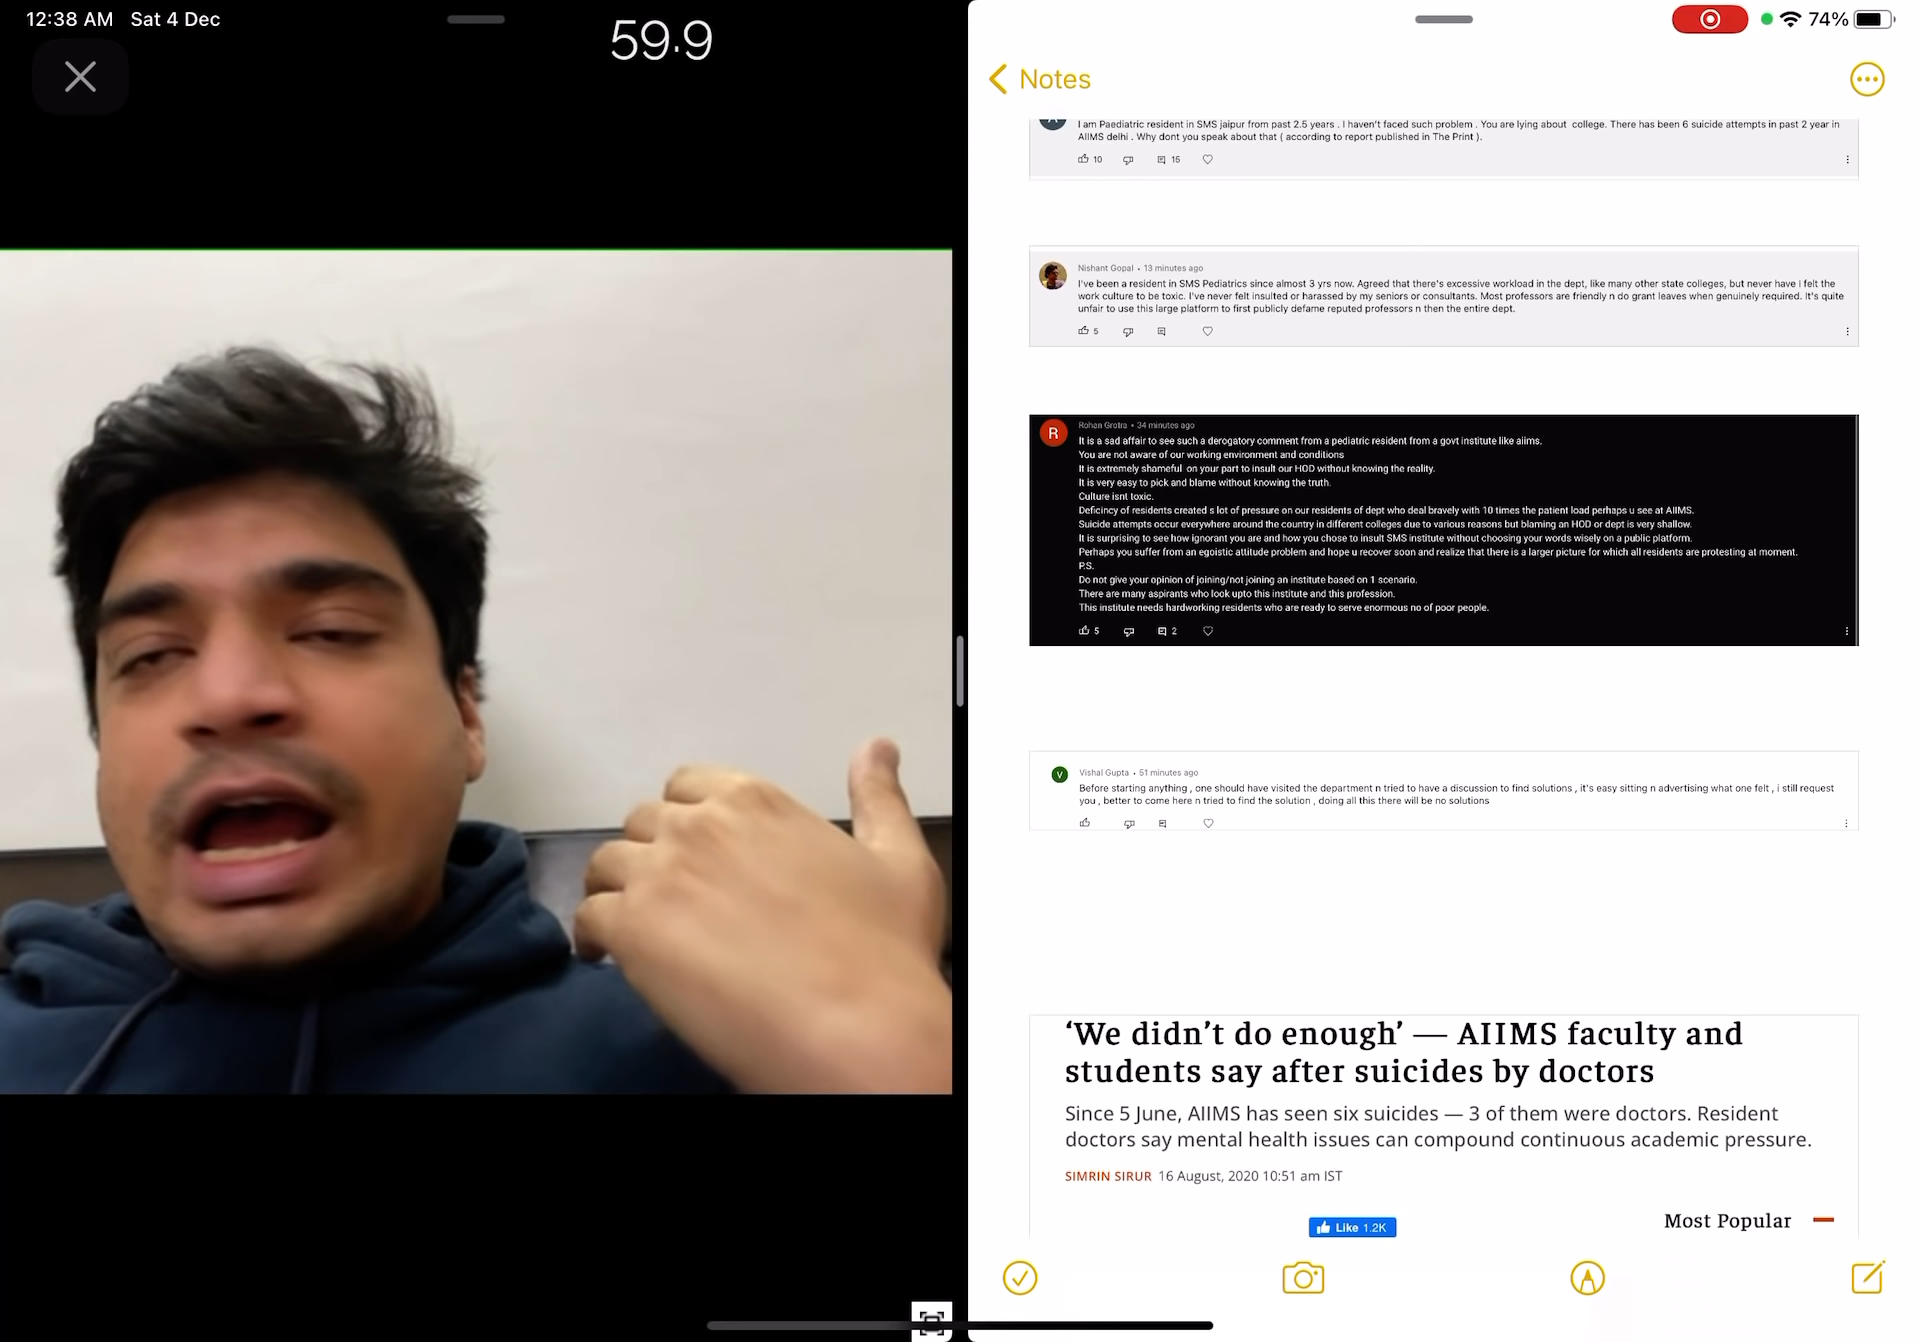 12:38 AM Sat 4 Dec
59.9
74%
Notes
I am Paediatric resident in SMS jaipur from past 2.5 years . I haven't faced such problem . You are lying about college. There has been 6 suicide attempts in past 2 year in
AIIMS delhi . Why dont you speak about that ( according to report published in The Print ).
10 16
Nishant Gopal • 13 minutes ago
I've been a resident in SMS Pediatrics since almost 3 yrs now. Agreed that there's excessive workload in the dept, like many other state colleges, but never have i felt the
work culture to be toxic. I've never felt insulted or harassed by my seniors or consultants. Most professors are friendly n do grant leaves when genuinely required. It's quite
unfair to use this large platform to first publicly defame reputed professors n then the entire dept.
5
R
Rohan Grotra • 34 minutes ago
It is a sad affair to see such a derogatory comment from a pediatric resident from a govt institute like aiims.
You are not aware of our working environment and conditions
It is extremely shameful on your part to insult our HOD without knowing the reality.
It is very easy to pick and blame without knowing the truth.
Culture isnt toxic.
Deficincy of residents created s lot of pressure on our residents of dept who deal bravely with 10 times the patient load perhaps u see at AIIMS.
Suicide attempts occur everywhere around the country in different colleges due to various reasons but blaming an HOD or dept is very shallow.
It is surprising to see how ignorant you are and how you chose to insult SMS institute without choosing your words wisely on a public platform.
Perhaps you suffer from an egoistic attitude problem and hope u recover soon and realize that there is a larger picture for which all residents are protesting at moment.
P.S.
Do not give your opinion of joining/not joining an institute based on 1 scenario.
There are many aspirants who look upto this institute and this profession.
This institute needs hardworking residents who are ready to serve enormous no of poor people.
5 2
V
Vishal Gupta • 51 minutes ago
Before starting anything , one should have visited the department n tried to have a discussion to find solutions , it's easy sitting n advertising what one felt , i still request
you , better to come here n tried to find the solution , doing all this there will be no solutions
‘We didn’t do enough’ — AIIMS faculty and
students say after suicides by doctors
Since 5 June, AIIMS has seen six suicides — 3 of them were doctors. Resident
doctors say mental health issues can compound continuous academic pressure.
SIMRIN SIRUR 16 August, 2020 10:51 am IST
Like 1.2K
Most Popular